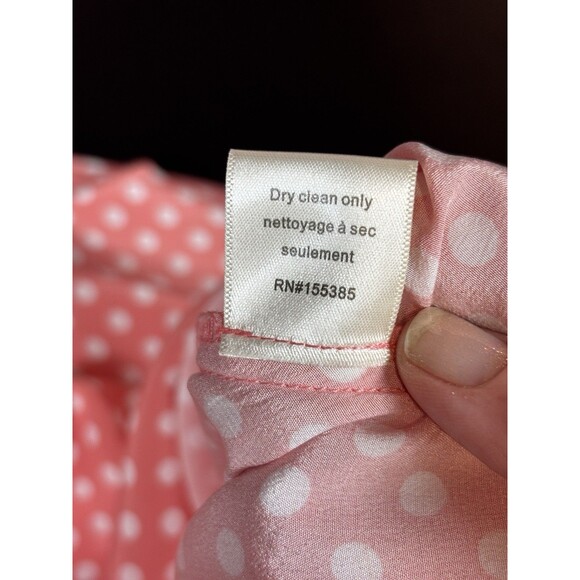 Dry clean only
nettoyage à sec
seulement
RN#155385